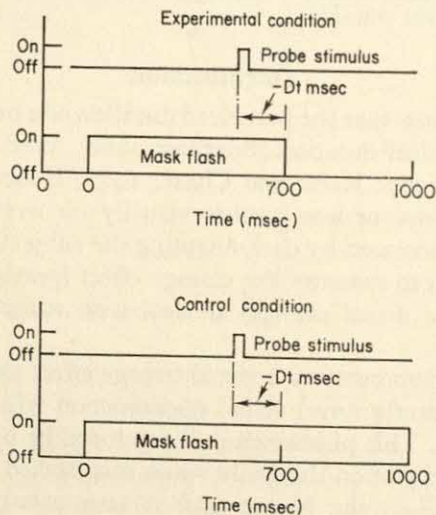 Experimental condition
On
Off
Probe stimulus
–Dt msec
On
Off
Mask flash
0 0 700 1000
Time (msec)
Control condition
On
Off
Probe stimulus
–Dt msec
On
Off
Mask flash
0 700 1000
Time (msec)